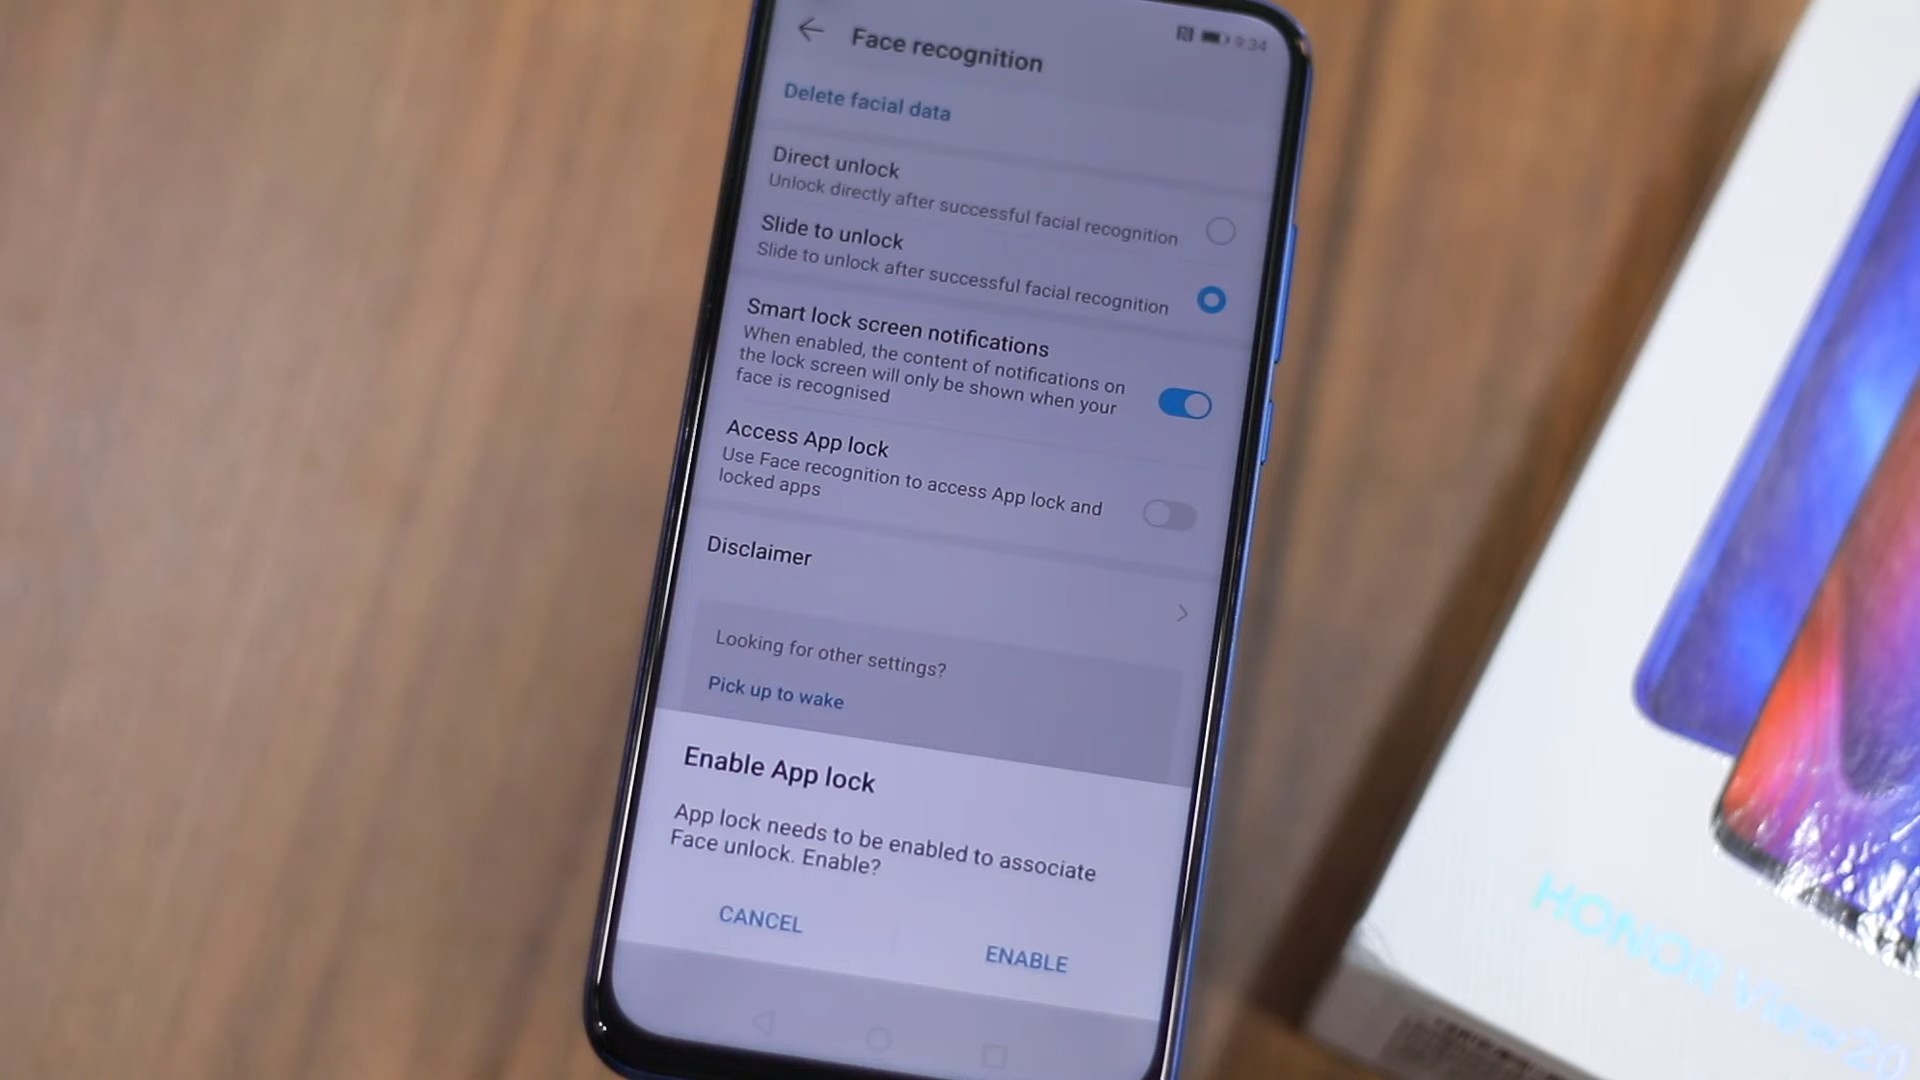 Face recognition
9:34
Delete facial data
Direct unlock
Unlock directly after successful facial recognition
Slide to unlock
Slide to unlock after successful facial recognition
Smart lock screen notifications
When enabled, the content of notifications on
the lock screen will only be shown when your
face is recognised
Access App lock
Use Face recognition to access App lock and
locked apps
Disclaimer
Looking for other settings?
Pick up to wake
Enable App lock
App lock needs to be enabled to associate
Face unlock. Enable?
CANCEL
ENABLE
HONOR View20